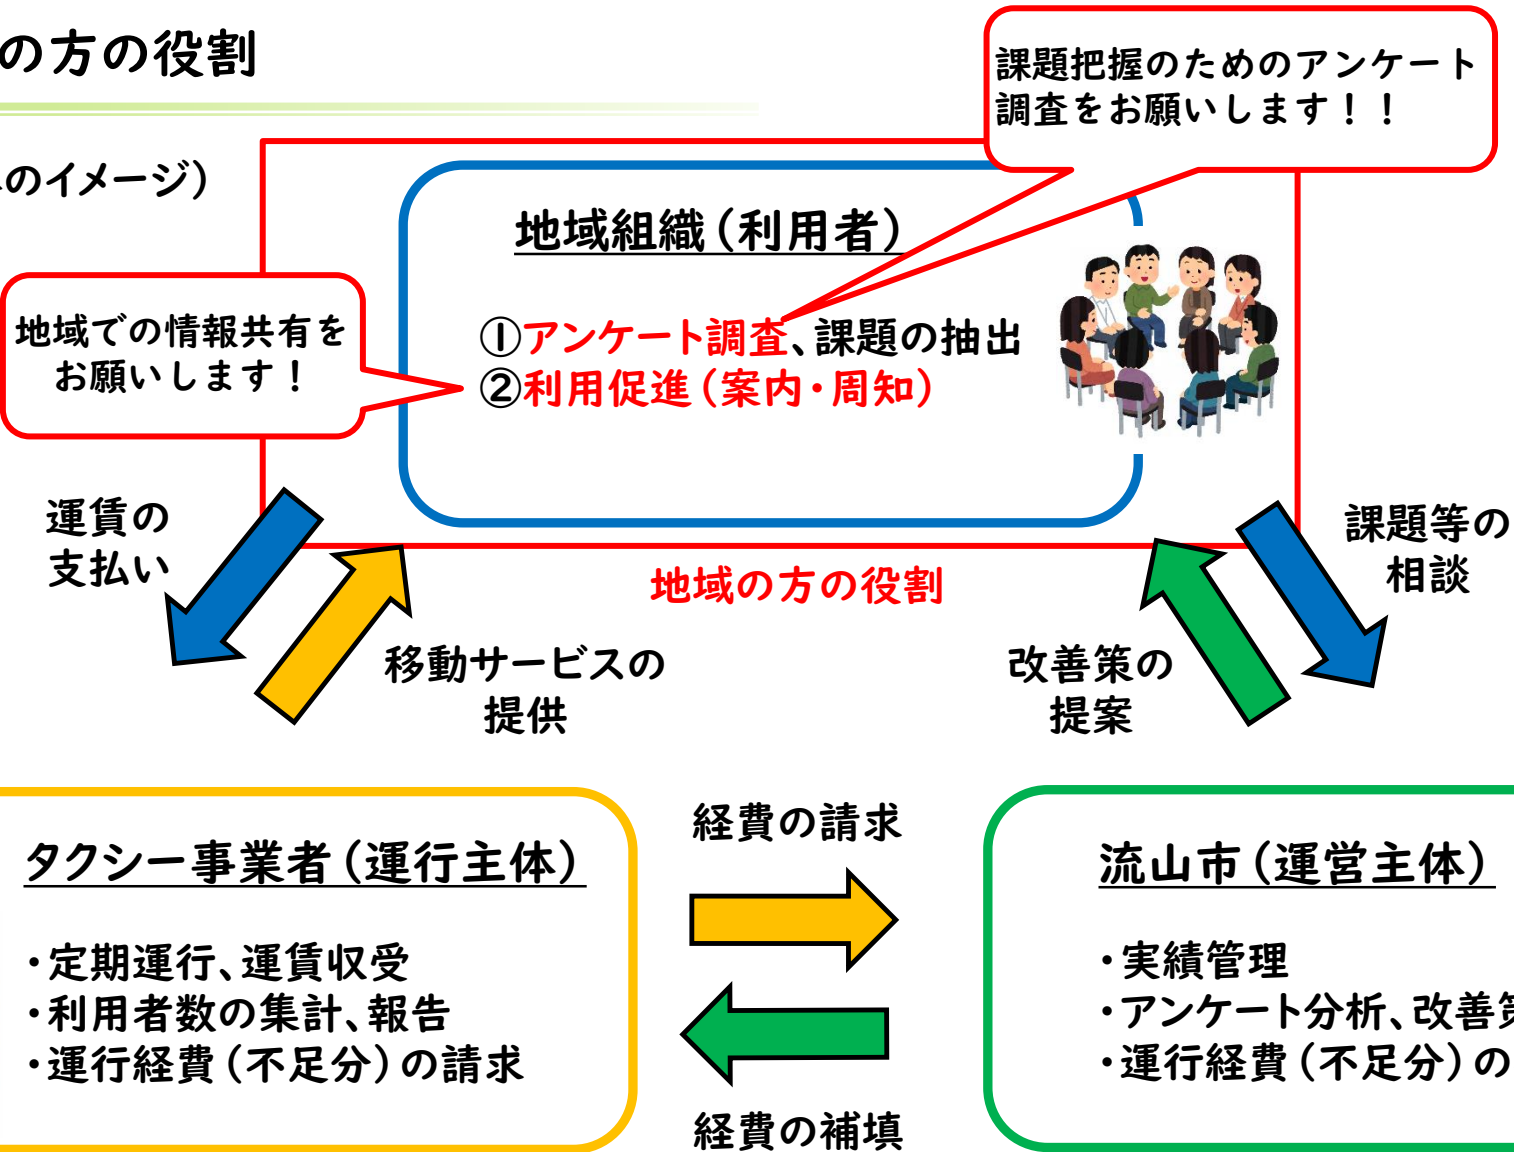 の方の役割
課題把握のためのアンケート
調査をお願いします！！
のイメージ）
地域組織（利用者）
地域での情報共有を
お願いします！
①アンケート調査、課題の抽出
②利用促進（案内・周知）
運賃の
支払い
課題等の
相談
地域の方の役割
移動サービスの
提供
改善策の
提案
経費の請求
タクシー事業者（運行主体）
・定期運行、運賃収受
・利用者数の集計、報告
・運行経費（不足分）の請求
流山市（運営主体）
・実績管理
・アンケート分析、改善策
・運行経費（不足分）の
経費の補填